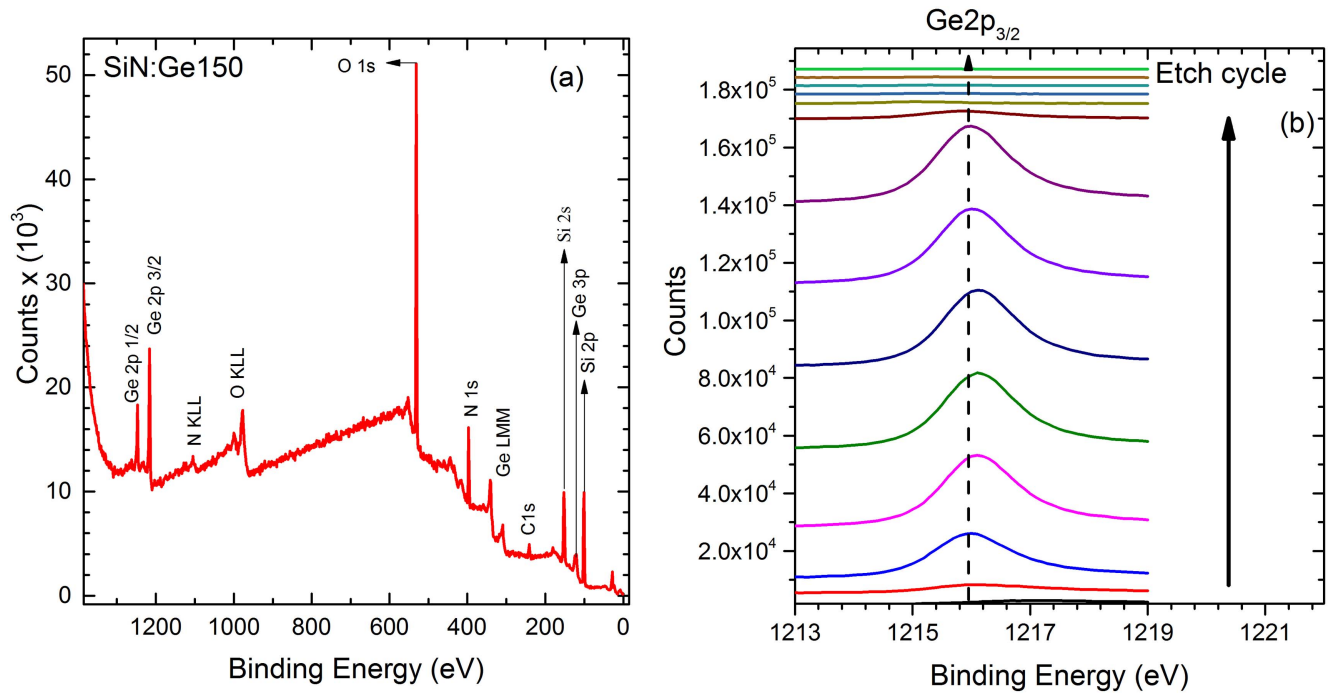 SiN:Ge150
(a)
O 1s
Ge 2p 1/2
Ge 2p 3/2
N KLL
O KLL
N 1s
Ge LMM
C1s
Si 2s
Ge 3p
Si 2p
Counts x (10³)
50
40
30
20
10
0
1200 1000 800 600 400 200 0
Binding Energy (eV)
Ge2p₃/₂
Etch cycle
(b)
Counts
1.8x10⁵
1.6x10⁵
1.4x10⁵
1.2x10⁵
1.0x10⁵
8.0x10⁴
6.0x10⁴
4.0x10⁴
2.0x10⁴
1213 1215 1217 1219 1221
Binding Energy (eV)